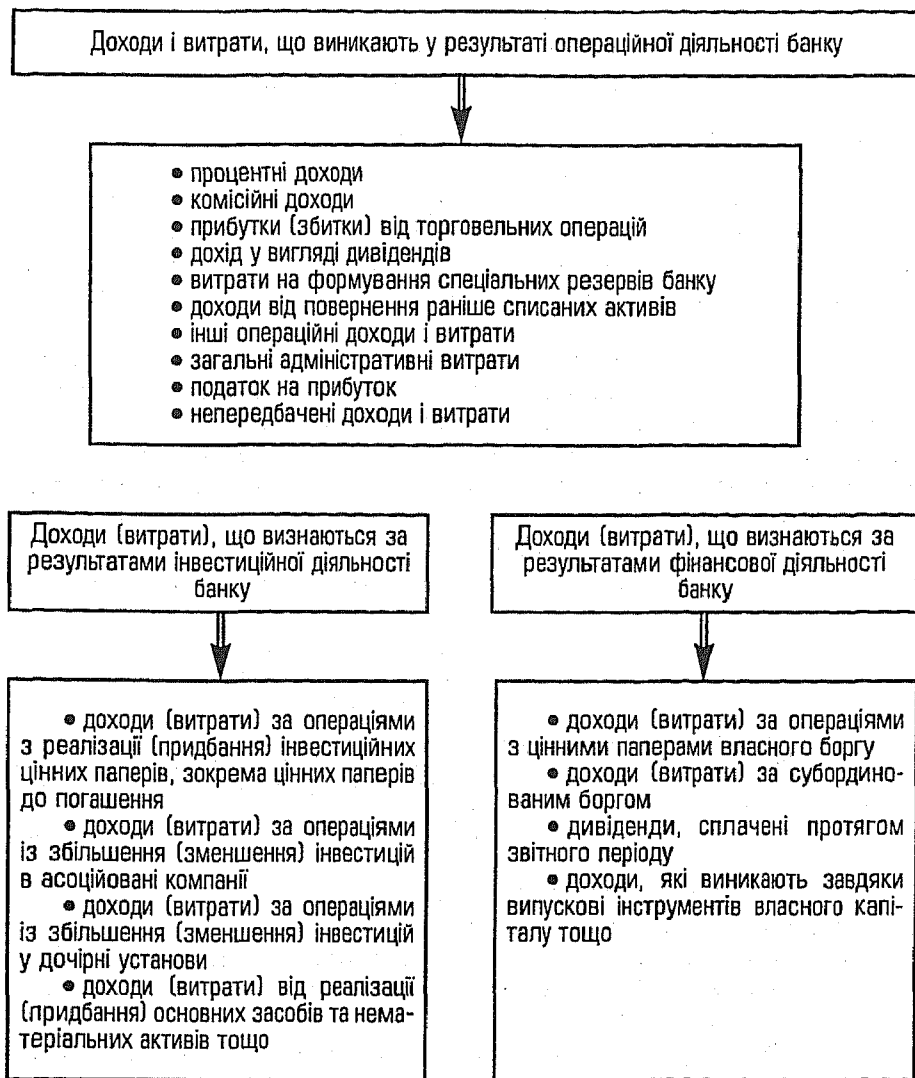 Доходи і витрати, що виникають у результаті операційної діяльності банку
• процентні доходи
• комісійні доходи
• прибутки (збитки) від торговельних операцій
• дохід у вигляді дивідендів
• витрати на формування спеціальних резервів банку
• доходи від повернення раніше списаних активів
• інші операційні доходи і витрати
• загальні адміністративні витрати
• податок на прибуток
• непередбачені доходи і витрати
Доходи (витрати), що визнаються за
результатами інвестиційної діяльності
банку
• доходи (витрати) за операціями
з реалізації (придбання) інвестиційних
цінних паперів, зокрема цінних паперів
до погашення
• доходи (витрати) за операціями
із збільшення (зменшення) інвестицій
в асоційовані компанії
• доходи (витрати) за операціями
із збільшення (зменшення) інвестицій
у дочірні установи
• доходи (витрати) від реалізації
(придбання) основних засобів та нема-
теріальних активів тощо
Доходи (витрати), що визнаються за
результатами фінансової діяльності
банку
• доходи (витрати) за операціями
з цінними паперами власного боргу
• доходи (витрати) за субордино-
ваним боргом
• дивіденди, сплачені протягом
звітного періоду
• доходи, які виникають завдяки
випускові інструментів власного капі-
талу тощо